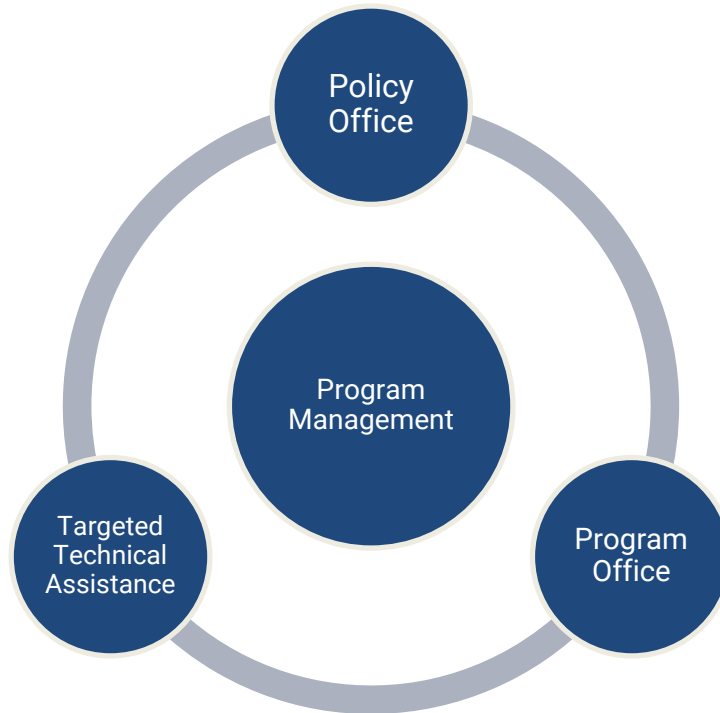 Policy
Office
Program
Management
Targeted
Technical
Assistance
Program
Office